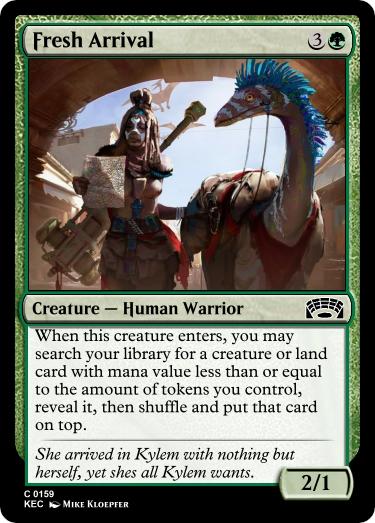 Fresh Arrival 3
Creature — Human Warrior
When this creature enters, you may
search your library for a creature or land
card with mana value less than or equal
to the amount of tokens you control,
reveal it, then shuffle and put that card
on top.
She arrived in Kylem with nothing but
herself, yet shes all Kylem wants.
2/1
C 0159
KEC Mike Kloepfer